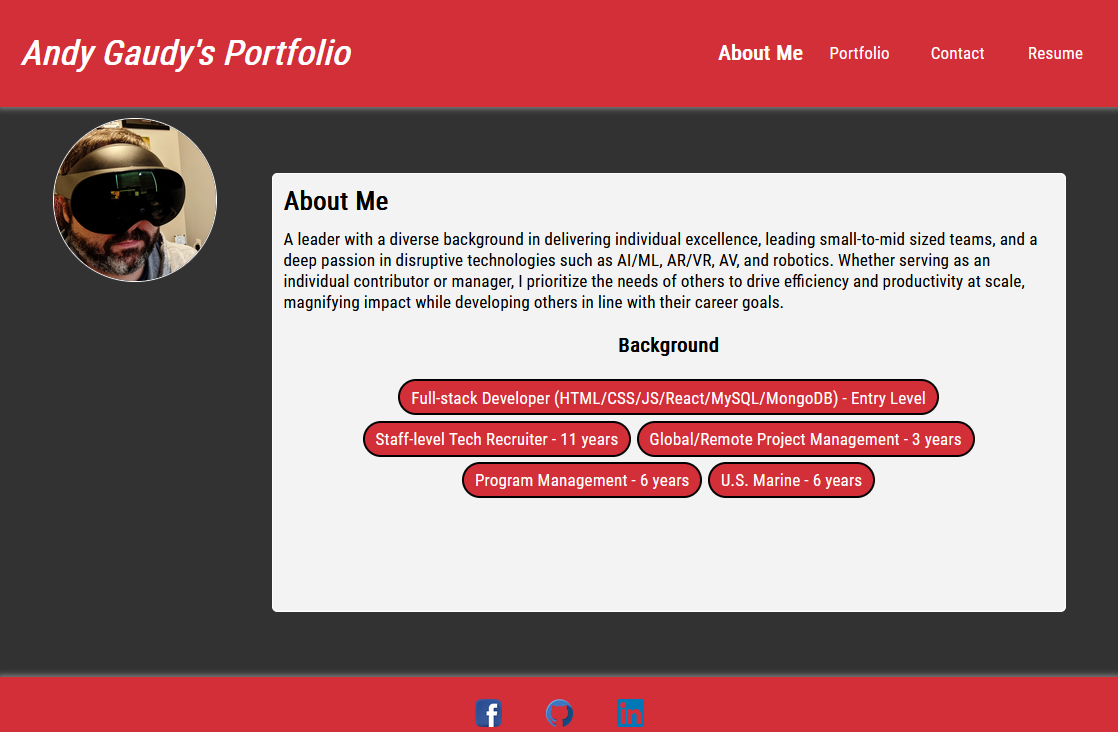 Andy Gaudy's Portfolio
About Me Portfolio Contact Resume
About Me
A leader with a diverse background in delivering individual excellence, leading small-to-mid sized teams, and a
deep passion in disruptive technologies such as AI/ML, AR/VR, AV, and robotics. Whether serving as an
individual contributor or manager, I prioritize the needs of others to drive efficiency and productivity at scale,
magnifying impact while developing others in line with their career goals.
Background
Full-stack Developer (HTML/CSS/JS/React/MySQL/MongoDB) - Entry Level
Staff-level Tech Recruiter - 11 years Global/Remote Project Management - 3 years
Program Management - 6 years U.S. Marine - 6 years
f in